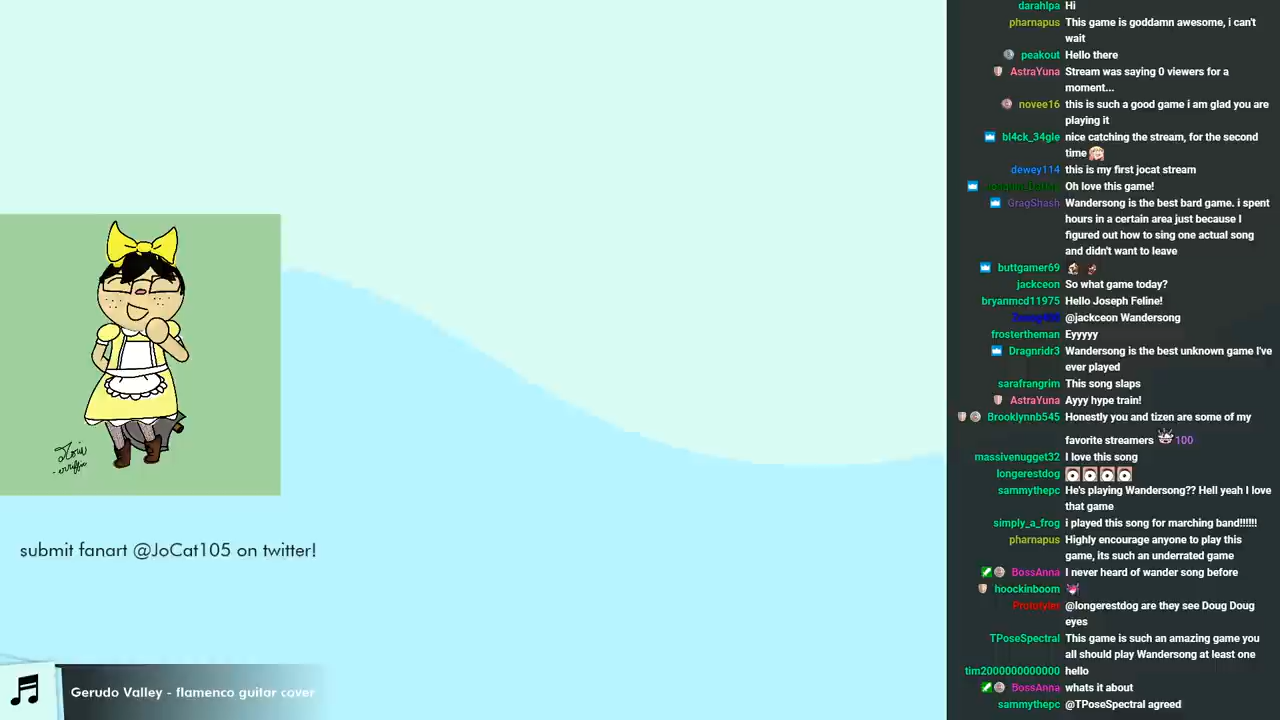 darahlpa Hi
pharnapus This game is goddamn awesome, i can't
wait
peakout Hello there
AstraYuna Stream was saying 0 viewers for a
moment...
novee16 this is such a good game i am glad you are
playing it
bl4ck_34gle nice catching the stream, for the second
time
dewey114 this is my first jocat stream
Oh love this game!
GragShash Wandersong is the best bard game. i spent
hours in a certain area just because I
figured out how to sing one actual song
and didn't want to leave
buttgamer69
jackceon So what game today?
bryanmcd11975 Hello Joseph Feline!
@jackceon Wandersong
frostertheman Eyyyyy
Dragnridr3 Wandersong is the best unknown game I've
ever played
sarafrangrim This song slaps
AstraYuna Ayyy hype train!
Brooklynnb545 Honestly you and tizen are some of my
favorite streamers 100
massivenugget32 I love this song
longerestdog
sammythepc He's playing Wandersong?? Hell yeah I love
that game
simply_a_frog i played this song for marching band!!!!!!
pharnapus Highly encourage anyone to play this
game, its such an underrated game
BossAnna I never heard of wander song before
hoockinboom
Prototyler @longerestdog are they see Doug Doug
eyes
TPoseSpectral This game is such an amazing game you
all should play Wandersong at least one
tim2000000000000 hello
BossAnna whats it about
sammythepc @TPoseSpectral agreed
submit fanart @JoCat105 on twitter!
Gerudo Valley - flamenco guitar cover